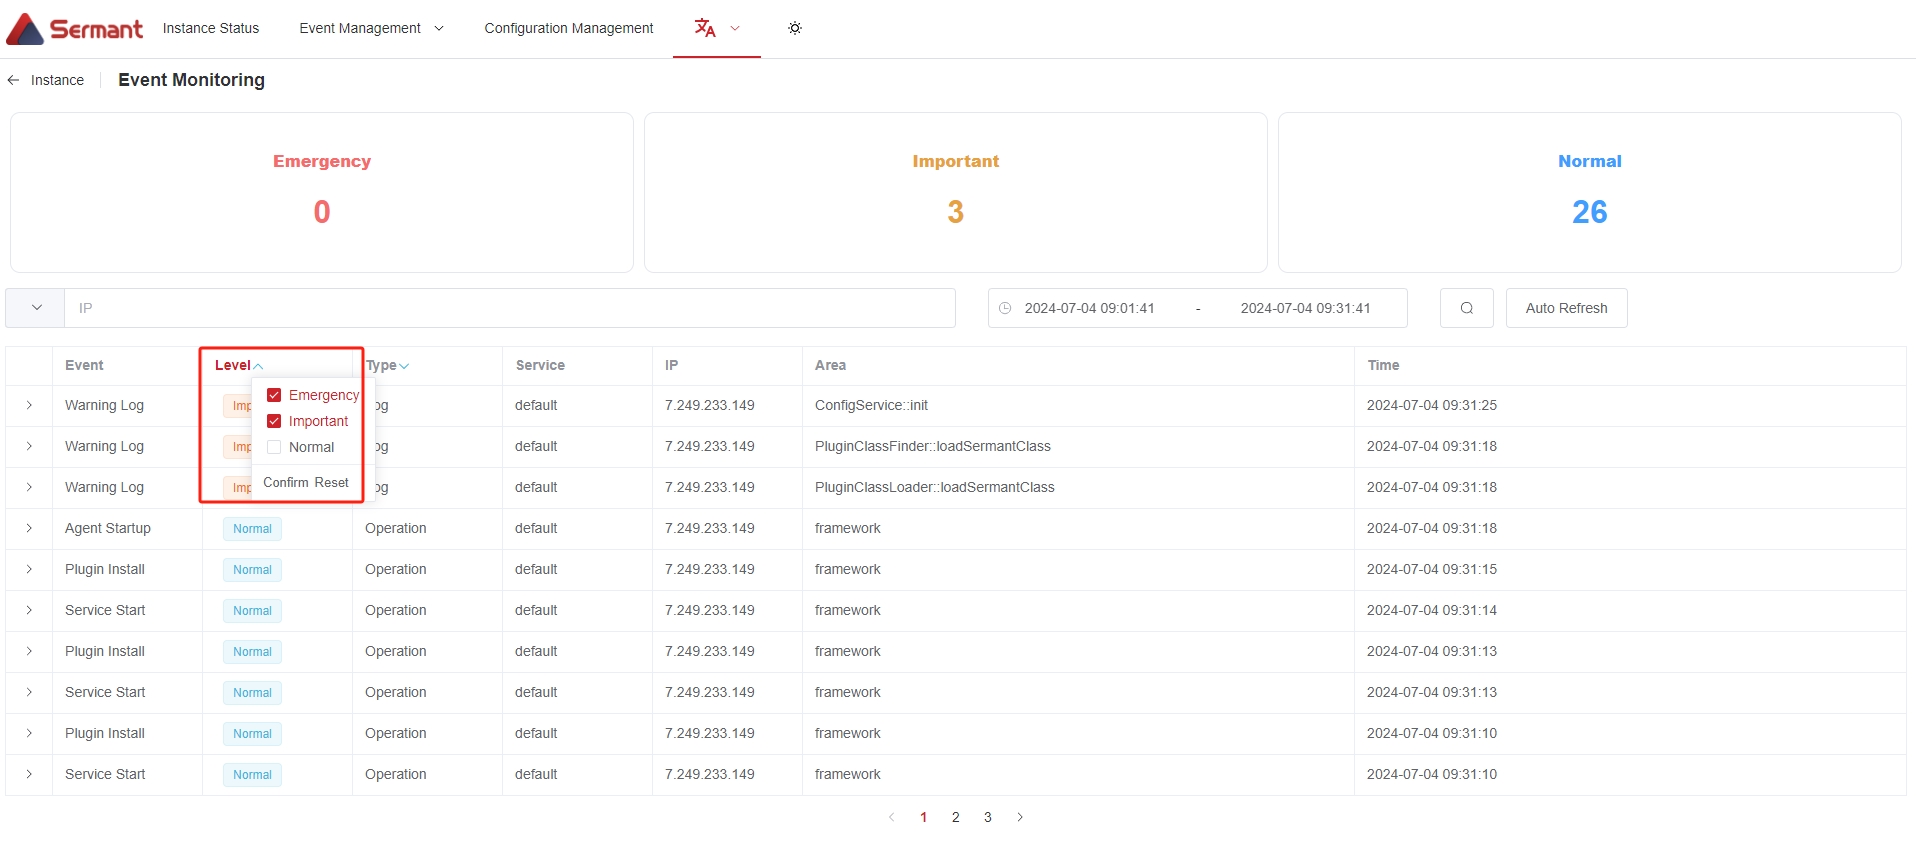 Sermant Instance Status Event Management Configuration Management
Instance Event Monitoring
Emergency Important Normal
0 3 26
IP 2024-07-04 09:01:41 - 2024-07-04 09:31:41 Auto Refresh
Event Level Type Service IP Area Time
Emergency
Important
Normal
Confirm Reset
Warning Log Imp og default 7.249.233.149 ConfigService::init 2024-07-04 09:31:25
Warning Log Imp og default 7.249.233.149 PluginClassFinder::loadSermantClass 2024-07-04 09:31:18
Warning Log Imp og default 7.249.233.149 PluginClassLoader::loadSermantClass 2024-07-04 09:31:18
Agent Startup Normal Operation default 7.249.233.149 framework 2024-07-04 09:31:18
Plugin Install Normal Operation default 7.249.233.149 framework 2024-07-04 09:31:15
Service Start Normal Operation default 7.249.233.149 framework 2024-07-04 09:31:14
Plugin Install Normal Operation default 7.249.233.149 framework 2024-07-04 09:31:13
Service Start Normal Operation default 7.249.233.149 framework 2024-07-04 09:31:13
Plugin Install Normal Operation default 7.249.233.149 framework 2024-07-04 09:31:10
Service Start Normal Operation default 7.249.233.149 framework 2024-07-04 09:31:10
1 2 3